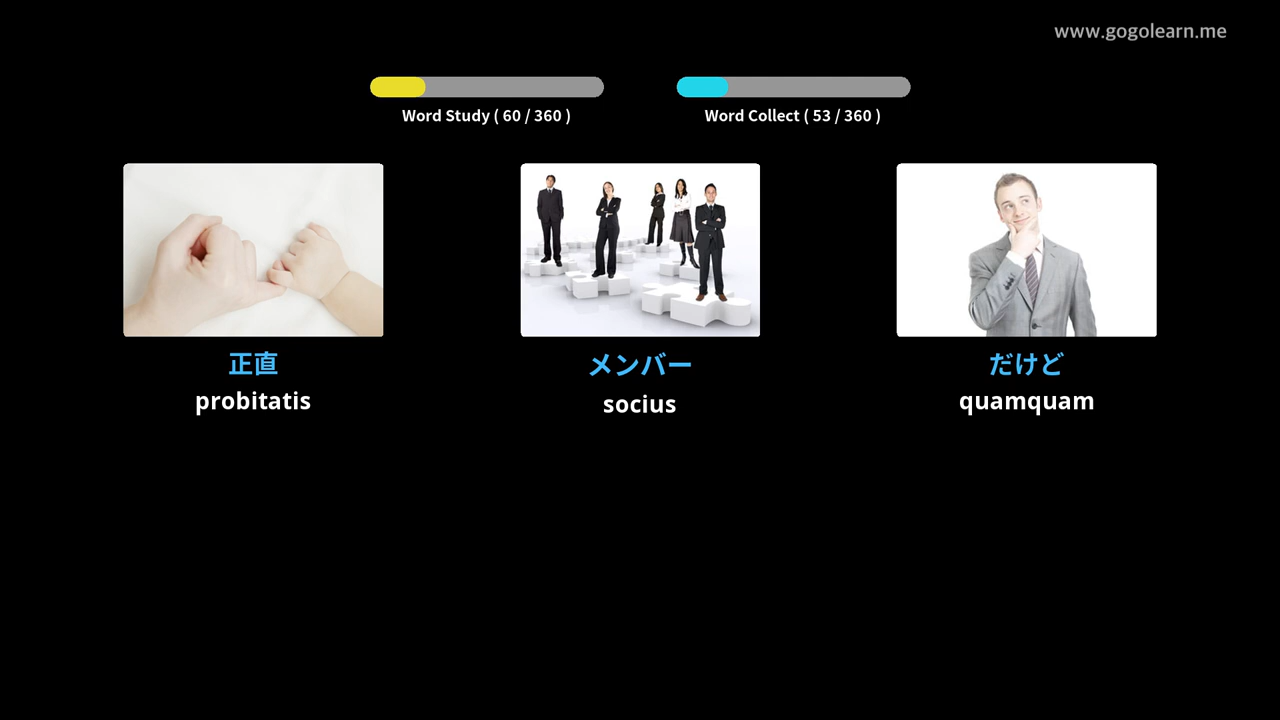 www.gogolearn.me
Word Study ( 60 / 360 )
Word Collect ( 53 / 360 )
正直
probitatis
メンバー
socius
だけど
quamquam